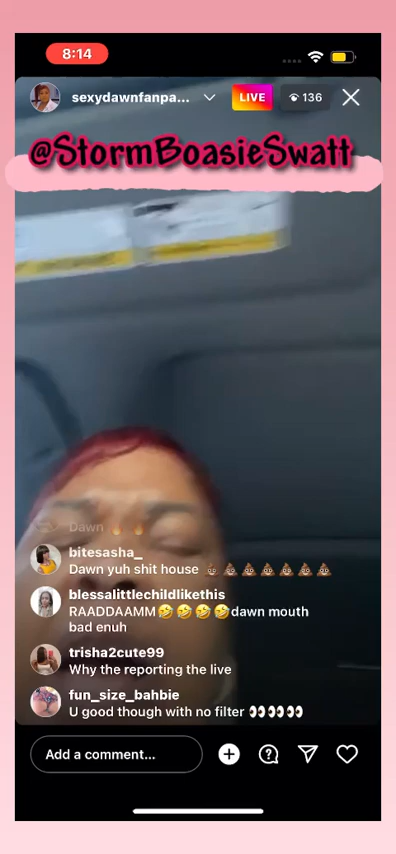 8:14
sexydawnfanpa...
LIVE
136
@StormBoasieSwatt
Dawn 🔥 🔥
bitesasha_
Dawn yuh shit house 💩 💩 💩 💩 💩 💩 💩
blessalittlechildlikethis
RAADDAAMM🤣🤣🤣🤣dawn mouth
bad enuh
trisha2cute99
Why the reporting the live
fun_size_bahbie
U good though with no filter 👀👀👀👀
Add a comment...